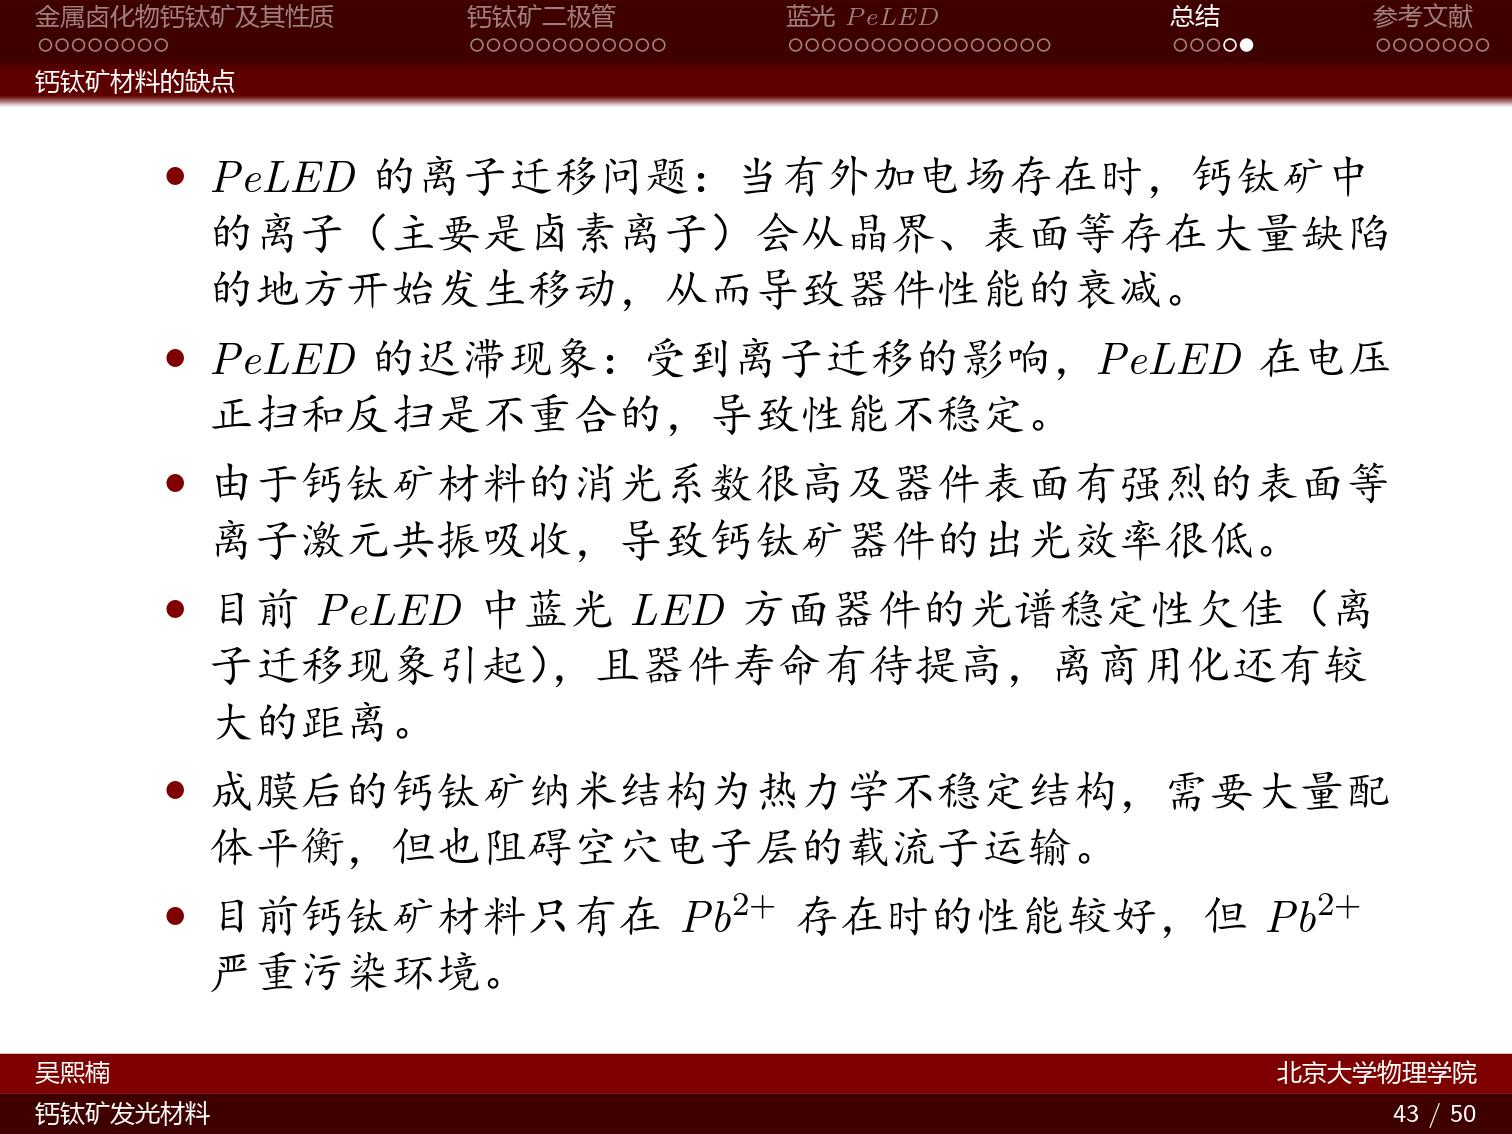 金属卤化物钙钛矿及其性质 钙钛矿二极管 蓝光 PeLED 总结 参考文献
钙钛矿材料的缺点
• PeLED 的离子迁移问题：当有外加电场存在时，钙钛矿中
的离子（主要是卤素离子）会从晶界、表面等存在大量缺陷
的地方开始发生移动，从而导致器件性能的衰减。
• PeLED 的迟滞现象：受到离子迁移的影响，PeLED 在电压
正扫和反扫是不重合的，导致性能不稳定。
• 由于钙钛矿材料的消光系数很高及器件表面有强烈的表面等
离子激元共振吸收，导致钙钛矿器件的出光效率很低。
• 目前 PeLED 中蓝光 LED 方面器件的光谱稳定性欠佳（离
子迁移现象引起），且器件寿命有待提高，离商用化还有较
大的距离。
• 成膜后的钙钛矿纳米结构为热力学不稳定结构，需要大量配
体平衡，但也阻碍空穴电子层的载流子运输。
• 目前钙钛矿材料只有在 Pb²⁺ 存在时的性能较好，但 Pb²⁺
严重污染环境。
吴熙楠 北京大学物理学院
钙钛矿发光材料 43 / 50